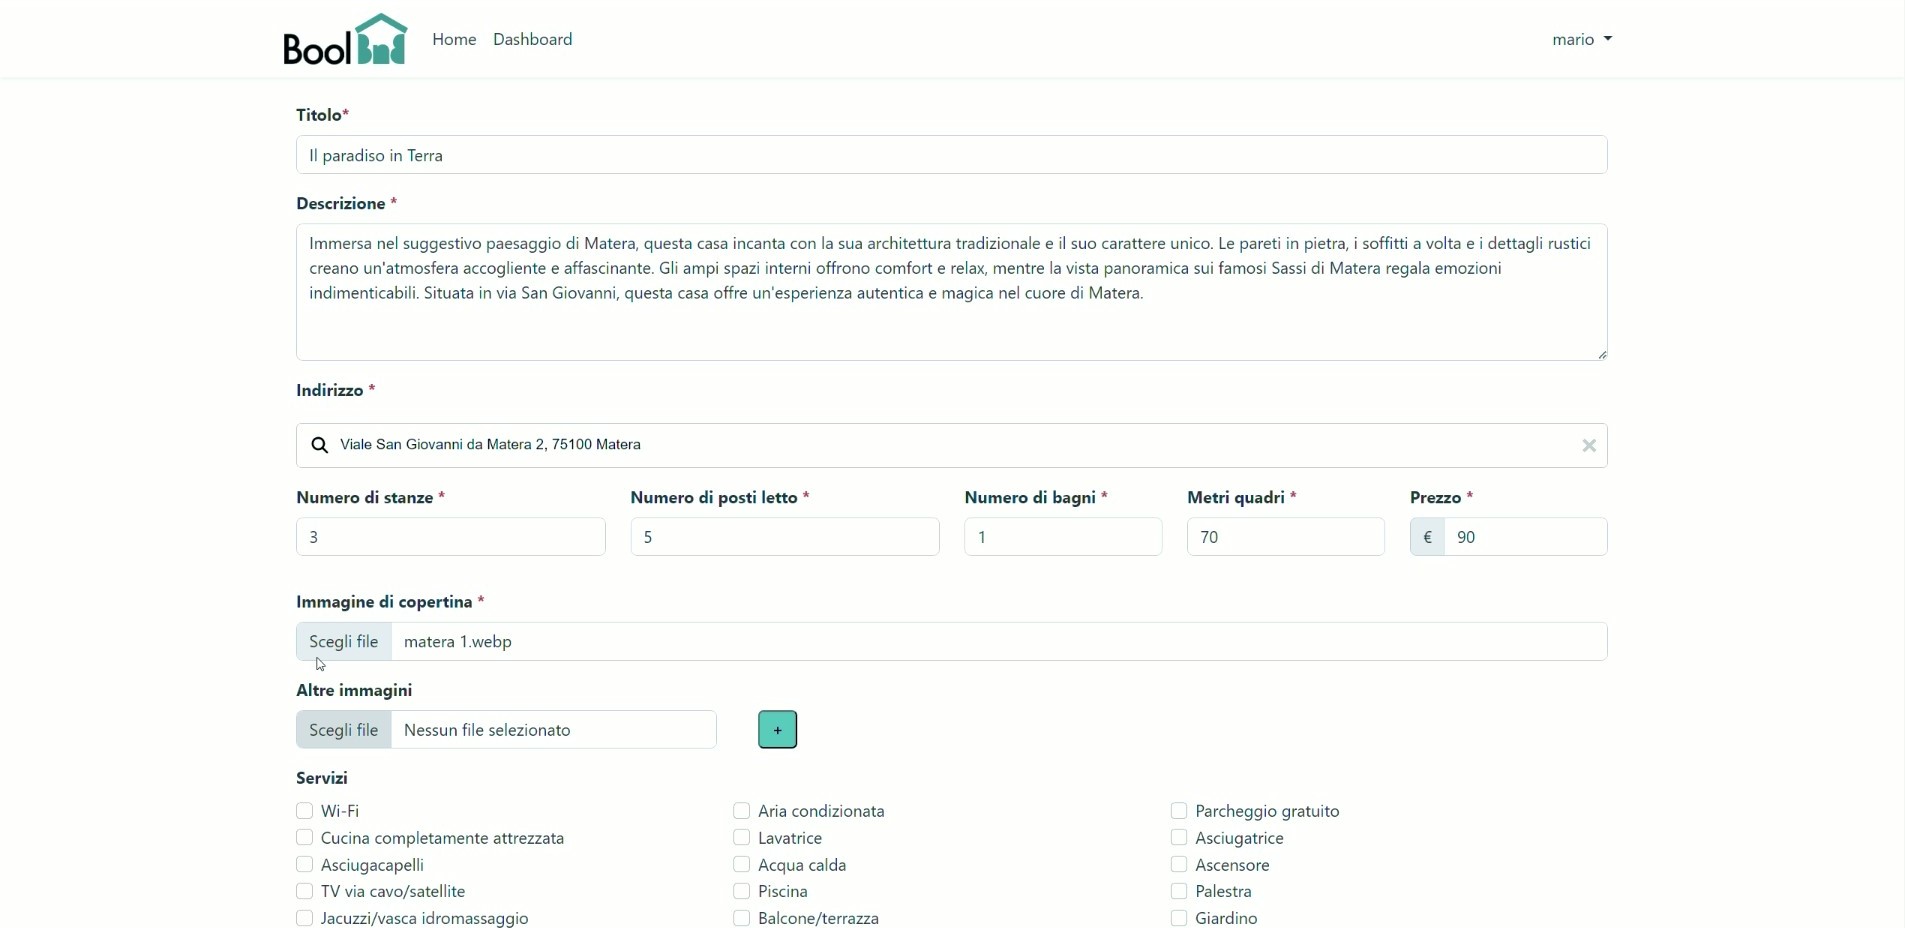 Bool BnB Home Dashboard mario
Titolo*
Il paradiso in Terra
Descrizione *
Immersa nel suggestivo paesaggio di Matera, questa casa incanta con la sua architettura tradizionale e il suo carattere unico. Le pareti in pietra, i soffitti a volta e i dettagli rustici
creano un'atmosfera accogliente e affascinante. Gli ampi spazi interni offrono comfort e relax, mentre la vista panoramica sui famosi Sassi di Matera regala emozioni
indimenticabili. Situata in via San Giovanni, questa casa offre un'esperienza autentica e magica nel cuore di Matera.
Indirizzo *
Viale San Giovanni da Matera 2, 75100 Matera
Numero di stanze * Numero di posti letto * Numero di bagni * Metri quadri * Prezzo *
3 5 1 70 € 90
Immagine di copertina *
Scegli file matera 1.webp
Altre immagini
Scegli file Nessun file selezionato +
Servizi
Wi-Fi Aria condizionata Parcheggio gratuito
Cucina completamente attrezzata Lavatrice Asciugatrice
Asciugacapelli Acqua calda Ascensore
TV via cavo/satellite Piscina Palestra
Jacuzzi/vasca idromassaggio Balcone/terrazza Giardino